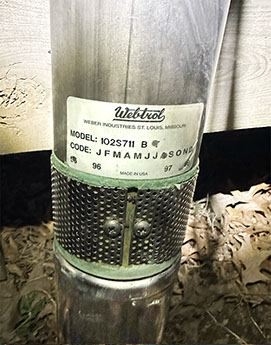 Webtrol
WEBER INDUSTRIES ST. LOUIS, MISSOURI
MODEL: 102S711 B
CODE: J F M A M J J A S O N D
96 97
MADE IN USA